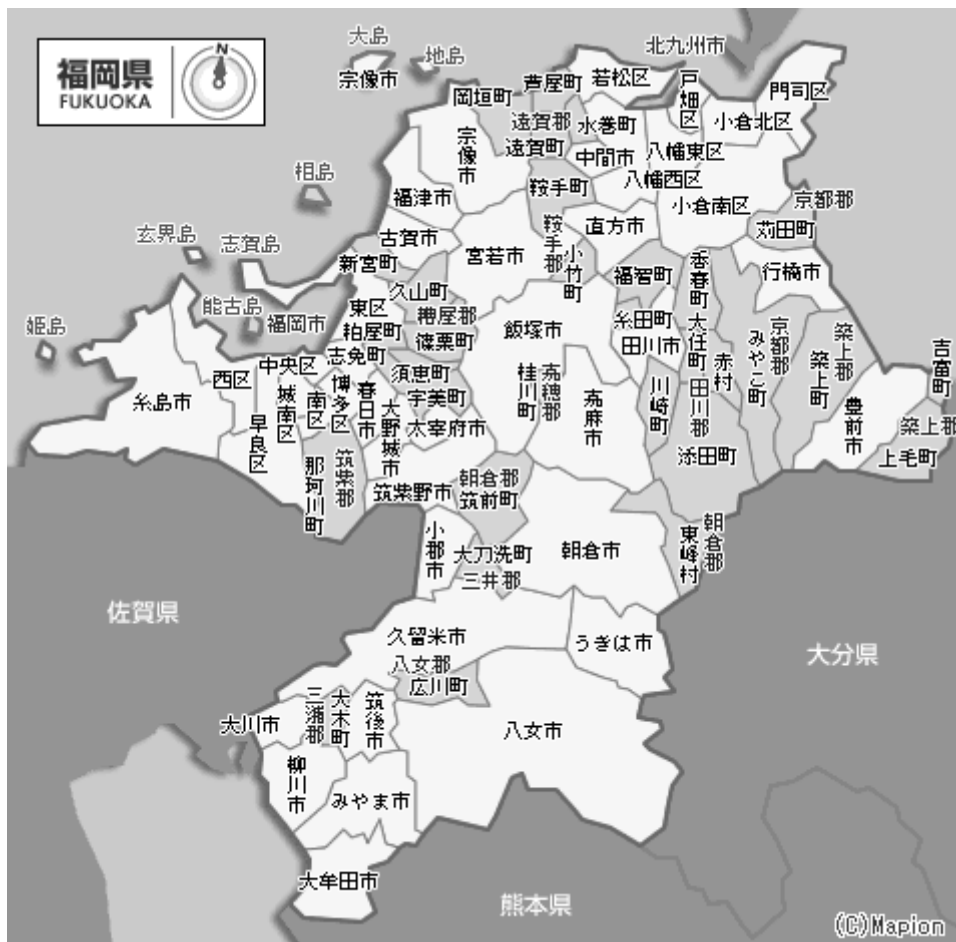 福岡県
FUKUOKA
N
大島
宗像市
地島
北九州市
芦屋町
若松区
戸畑区
門司区
岡垣町
遠賀郡
遠賀町
水巻町
小倉北区
宗像市
中間市
八幡東区
八幡西区
相島
福津市
鞍手町
小倉南区
京都郡
苅田町
玄界島
志賀島
古賀市
宮若市
鞍手郡
小竹町
直方市
新宮町
福智町
香春町
行橋市
久山町
能古島
福岡市
東区
糟屋郡
飯塚市
糸田町
田川市
大任町
赤村
京都郡
みやこ町
築上郡
築上町
吉富町
姫島
粕屋町
篠栗町
志免町
中央区
西区
糸島市
早良区
城南区
南区
博多区
春日市
大野城市
須恵町
宇美町
太宰府市
桂川町
嘉穂郡
嘉麻市
川崎町
田川郡
添田町
豊前市
築上郡
上毛町
那珂川町
筑紫郡
筑紫野市
朝倉郡
筑前町
小郡市
大刀洗町
三井郡
朝倉市
東峰村
朝倉郡
佐賀県
久留米市
うきは市
大分県
八女郡
広川町
大川市
三潴郡
大木町
筑後市
八女市
柳川市
みやま市
大牟田市
熊本県
(C)Mapion